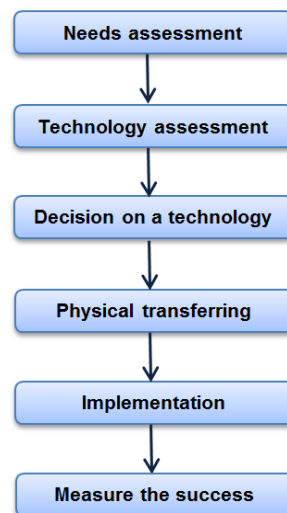 Needs assessment
Technology assessment
Decision on a technology
Physical transferring
Implementation
Measure the success